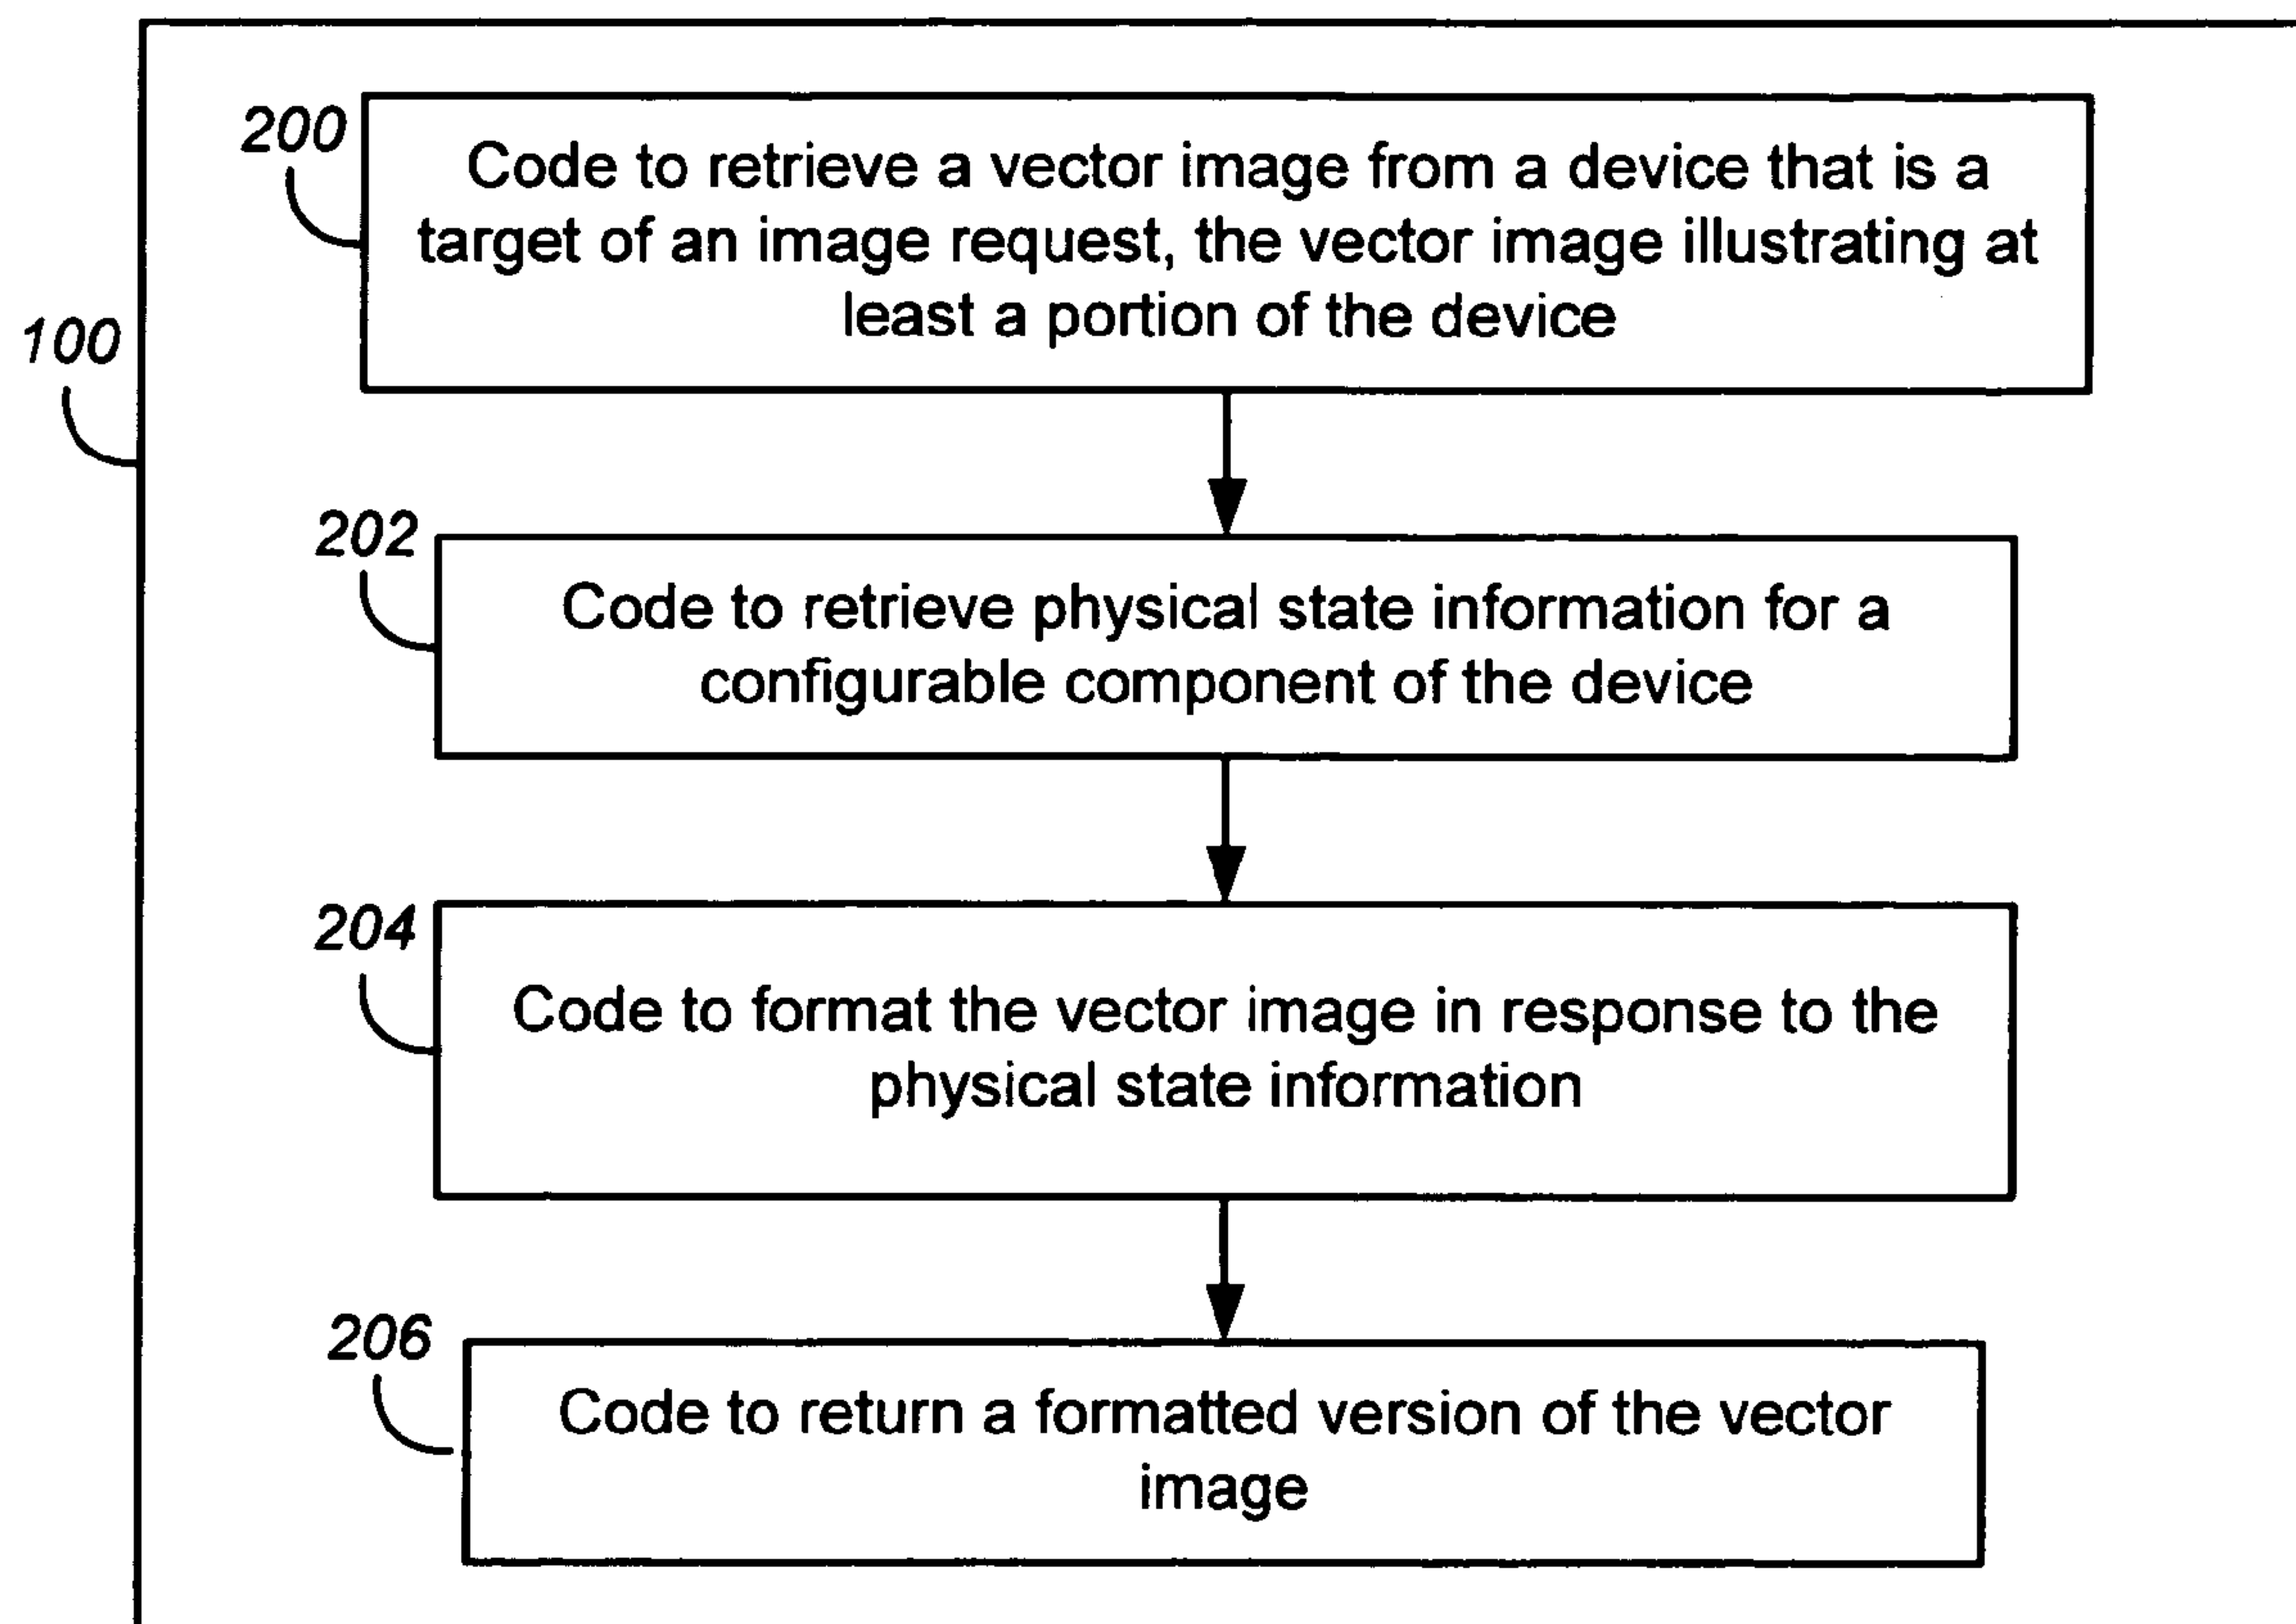 200
Code to retrieve a vector image from a device that is a
target of an image request, the vector image illustrating at
least a portion of the device
100
202
Code to retrieve physical state information for a
configurable component of the device
204
Code to format the vector image in response to the
physical state information
206
Code to return a formatted version of the vector
image